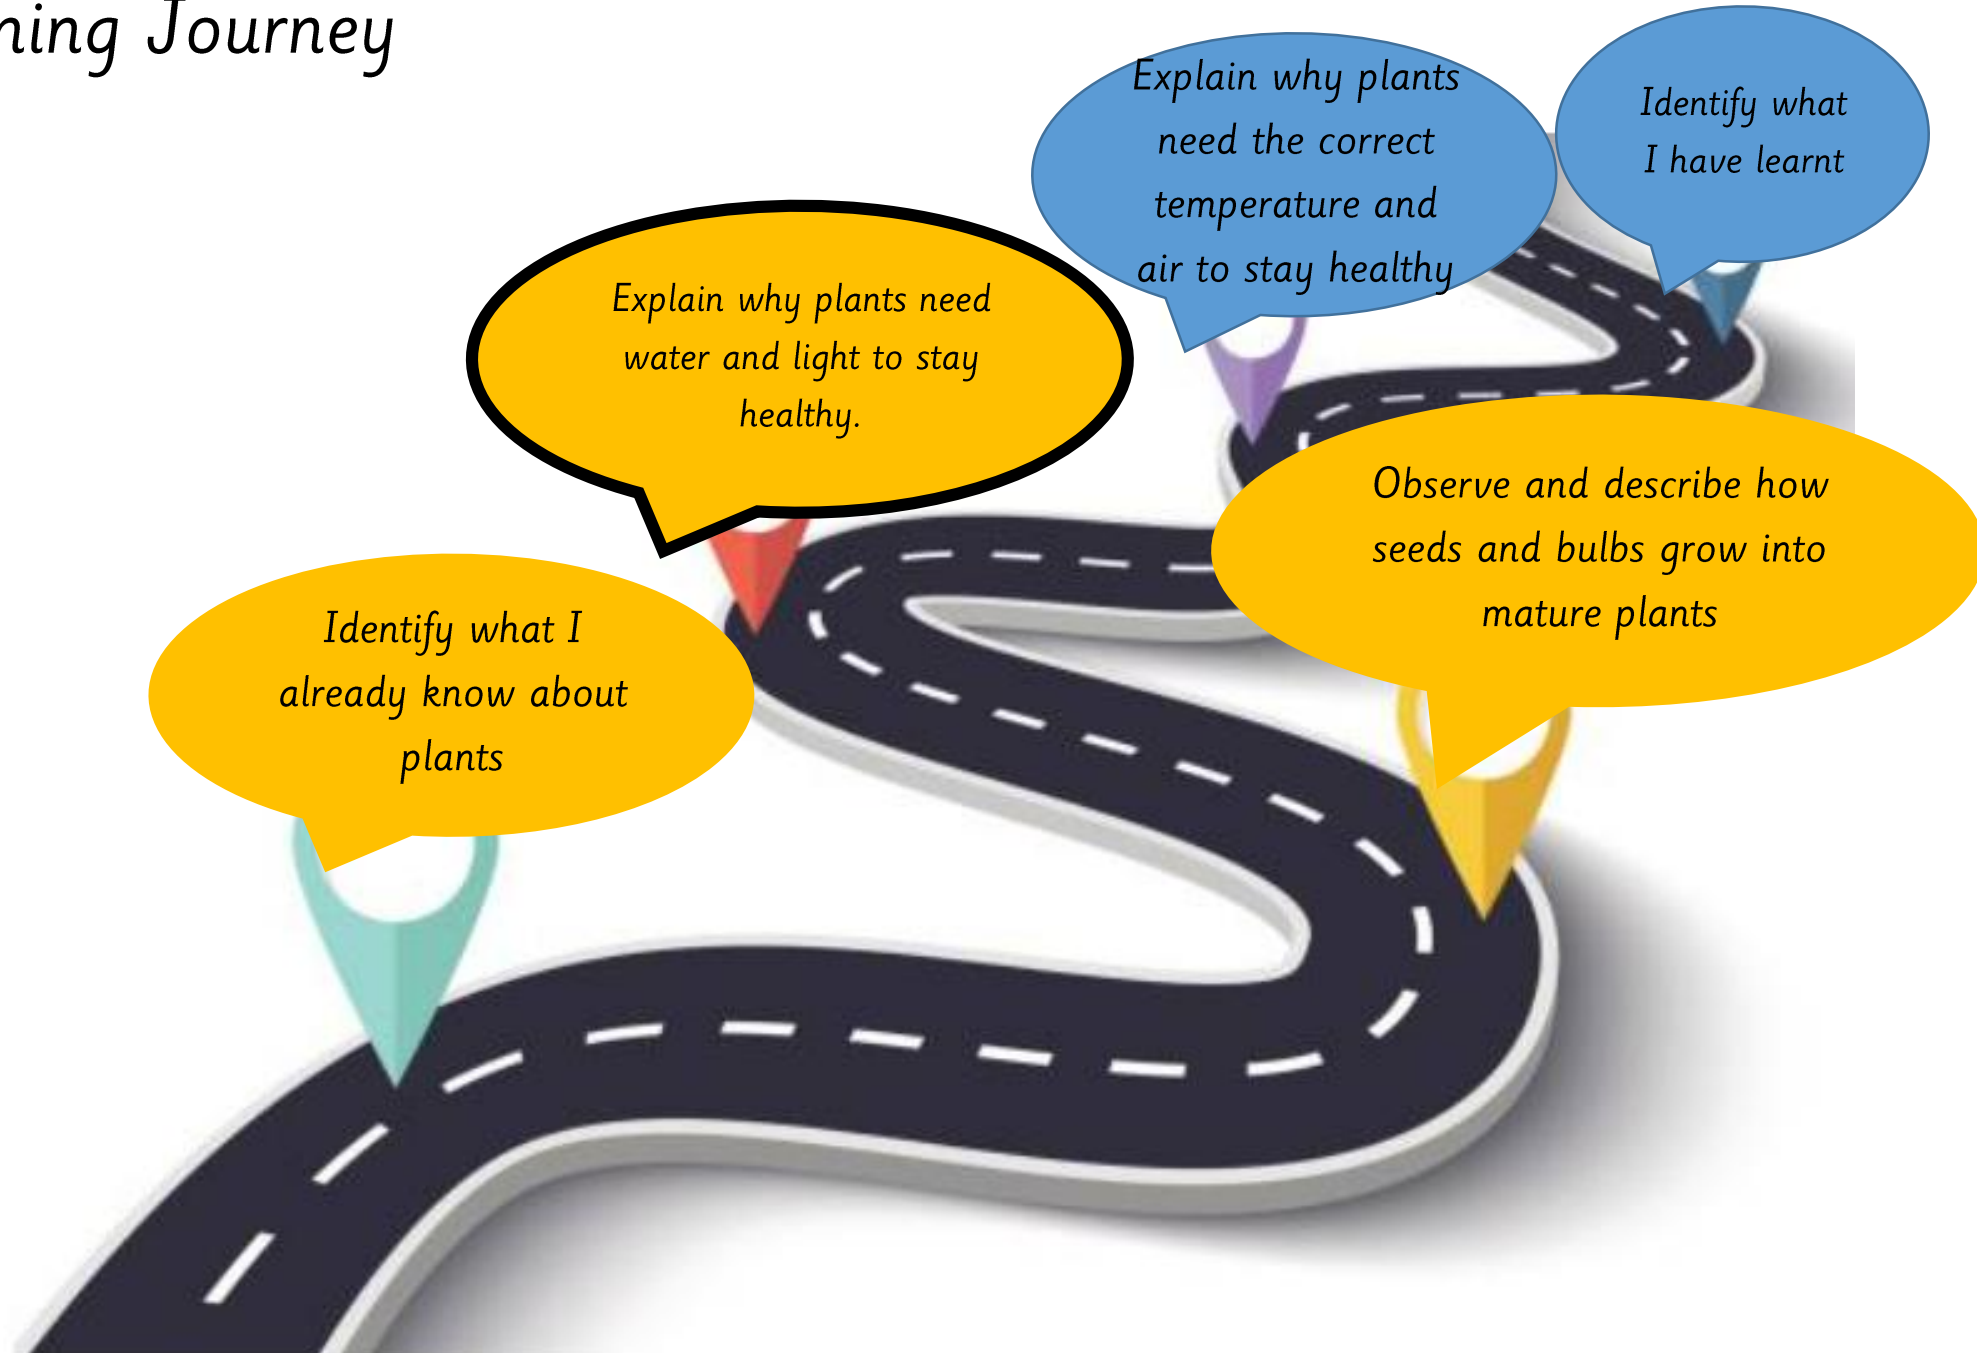 Journey
Explain why plants
need the correct
temperature and
air to stay healthy
Identify what
I have learnt
Explain why plants need
water and light to stay
healthy.
Observe and describe how
seeds and bulbs grow into
mature plants
Identify what I
already know about
plants